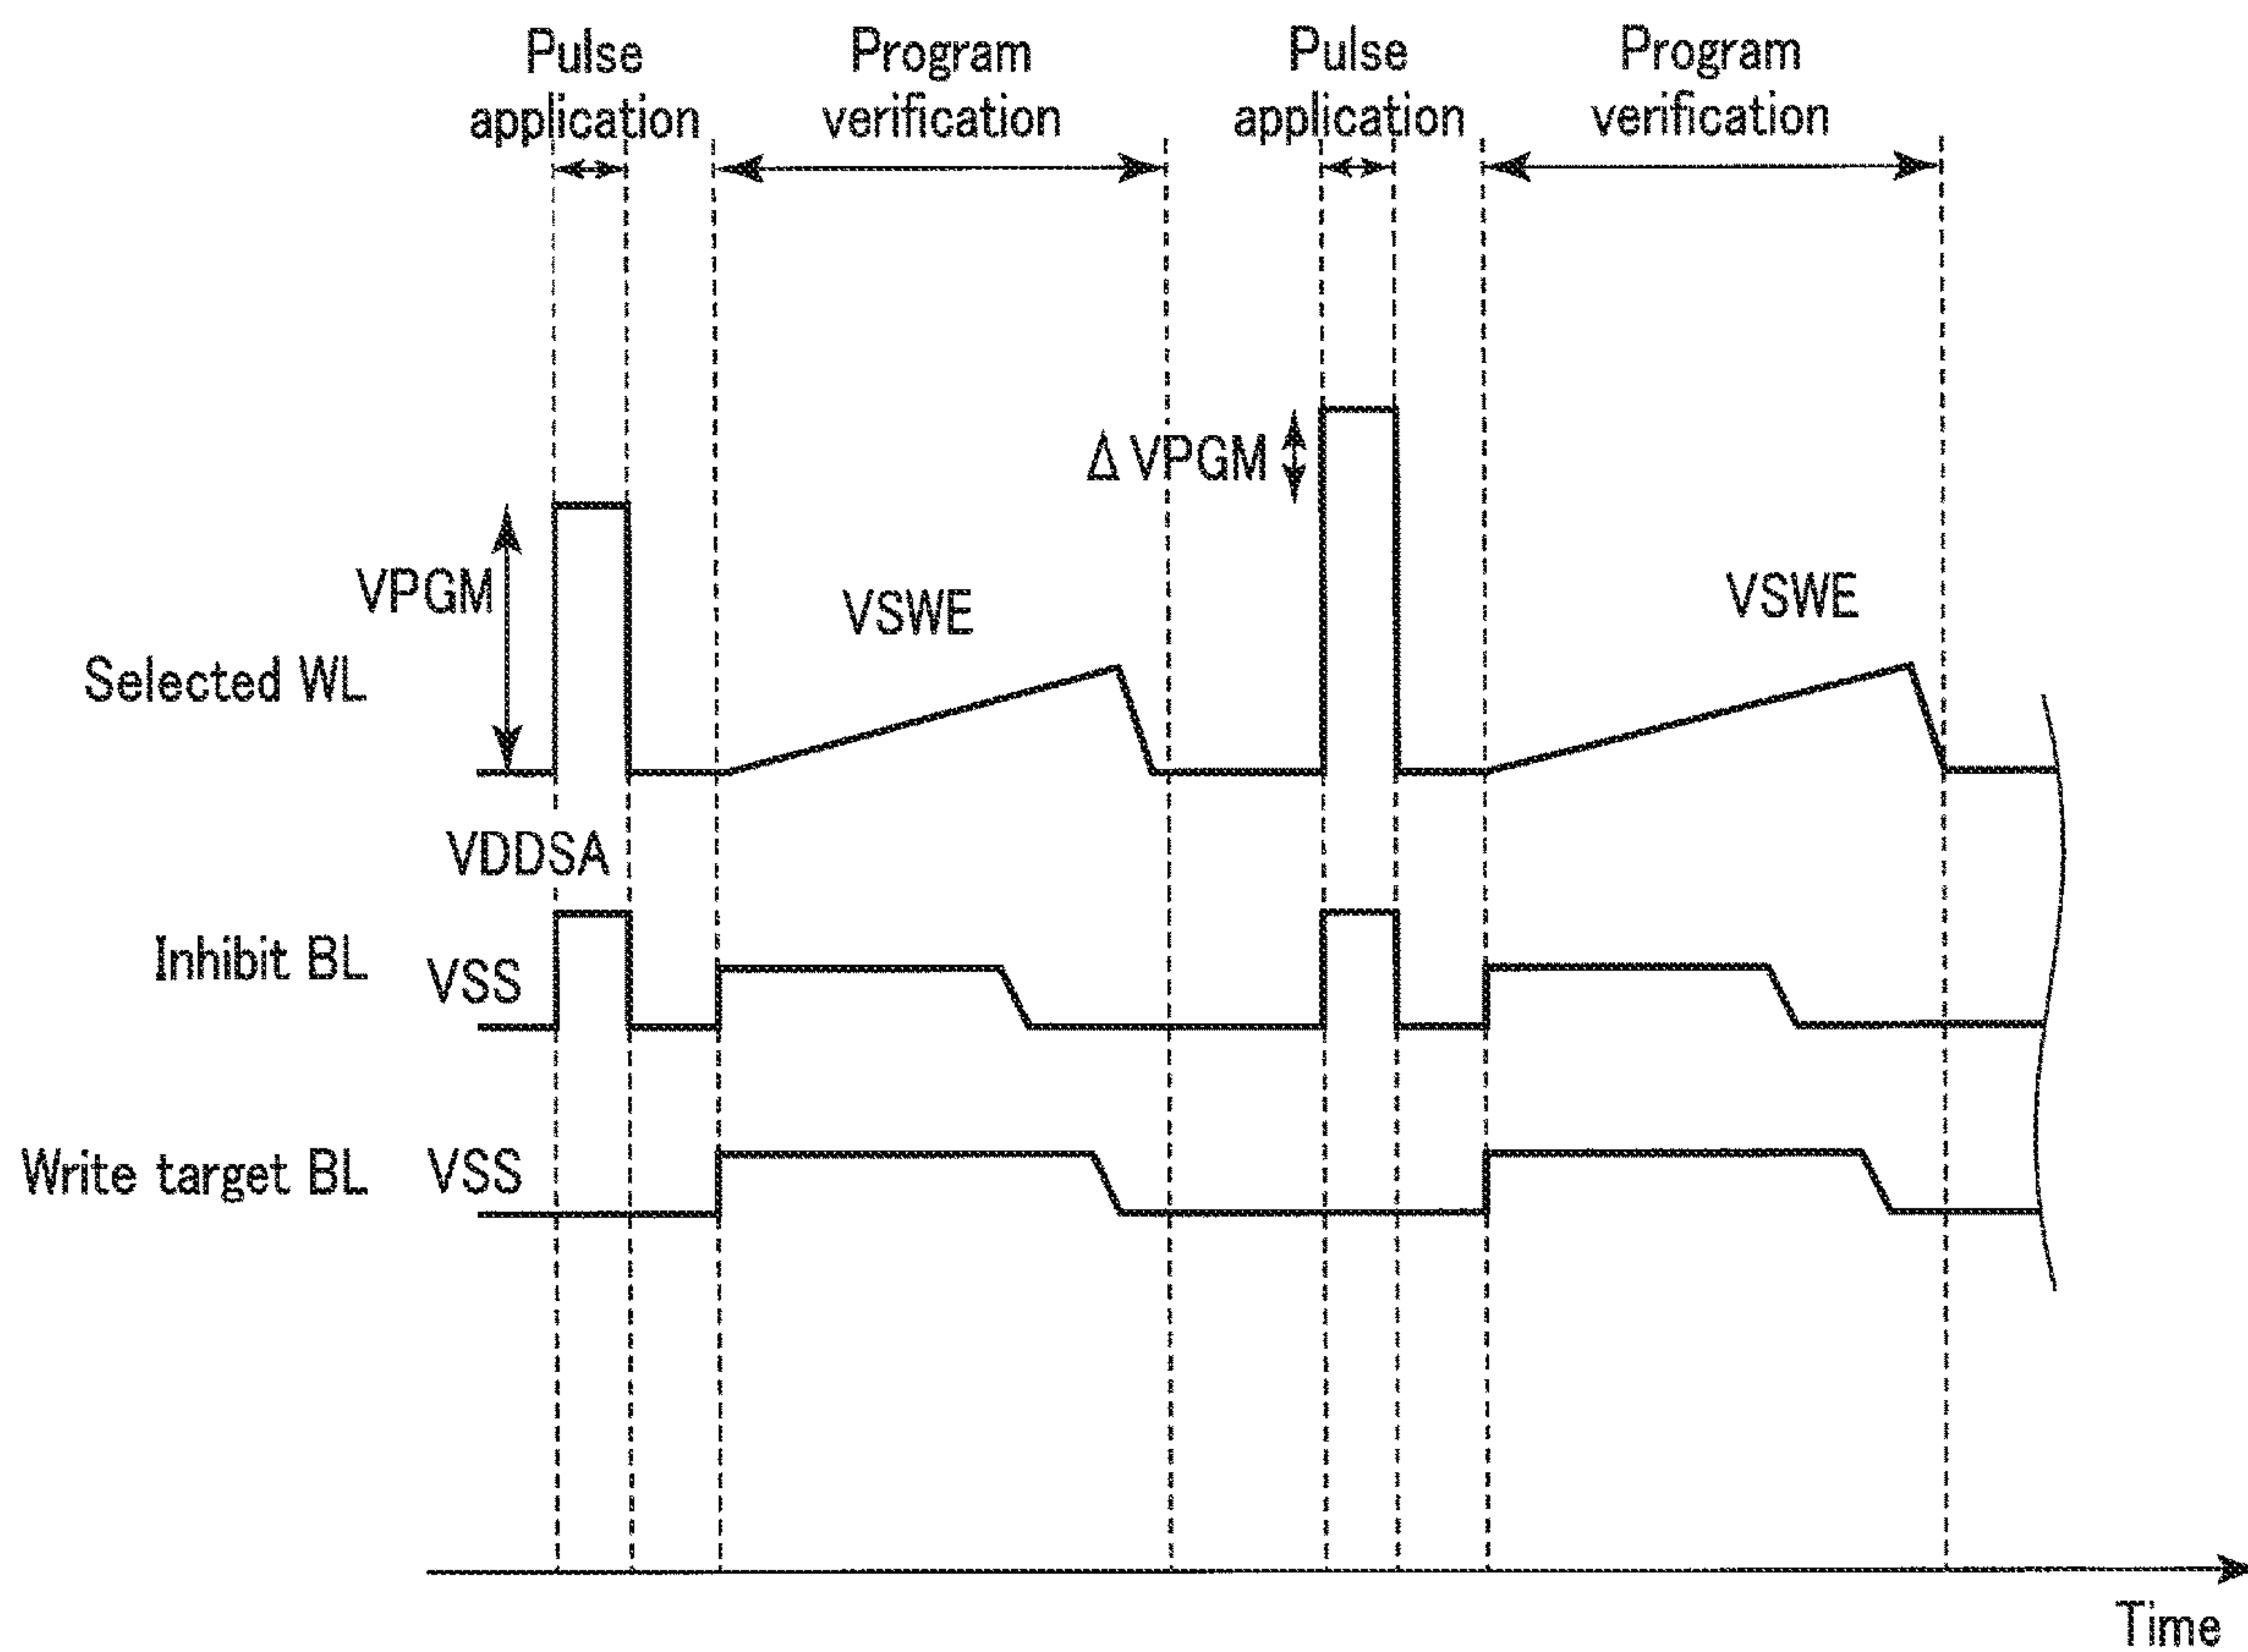 Pulse
application
Program
verification
Pulse
application
Program
verification
Δ VPGM
VPGM
VSWE
VSWE
Selected WL
VDDSA
Inhibit BL
VSS
Write target BL
VSS
Time